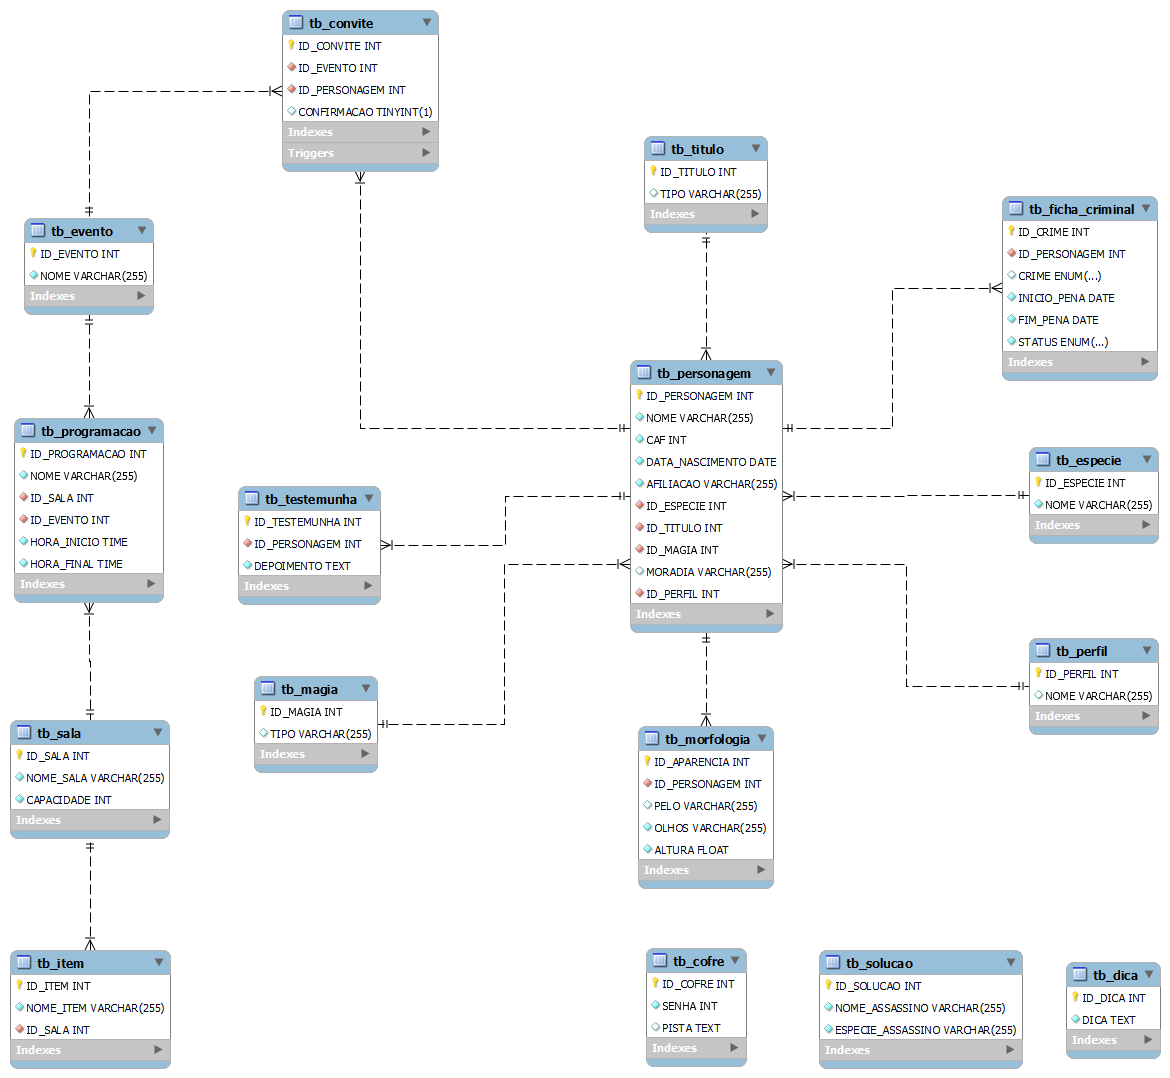 tb_convite
ID_CONVITE INT
ID_EVENTO INT
ID_PERSONAGEM INT
CONFIRMACAO TINYINT(1)
Indexes
Triggers
tb_titulo
ID_TITULO INT
TIPO VARCHAR(255)
Indexes
tb_ficha_criminal
ID_CRIME INT
ID_PERSONAGEM INT
CRIME ENUM(...)
INICIO_PENA DATE
FIM_PENA DATE
STATUS ENUM(...)
Indexes
tb_evento
ID_EVENTO INT
NOME VARCHAR(255)
Indexes
tb_personagem
ID_PERSONAGEM INT
NOME VARCHAR(255)
CAF INT
DATA_NASCIMENTO DATE
AFILIACAO VARCHAR(255)
ID_ESPECIE INT
ID_TITULO INT
ID_MAGIA INT
MORADIA VARCHAR(255)
ID_PERFIL INT
Indexes
tb_programacao
ID_PROGRAMACAO INT
NOME VARCHAR(255)
ID_SALA INT
ID_EVENTO INT
HORA_INICIO TIME
HORA_FINAL TIME
Indexes
tb_testemunha
ID_TESTEMUNHA INT
ID_PERSONAGEM INT
DEPOIMENTO TEXT
Indexes
tb_especie
ID_ESPECIE INT
NOME VARCHAR(255)
Indexes
tb_perfil
ID_PERFIL INT
NOME VARCHAR(255)
Indexes
tb_magia
ID_MAGIA INT
TIPO VARCHAR(255)
Indexes
tb_sala
ID_SALA INT
NOME_SALA VARCHAR(255)
CAPACIDADE INT
Indexes
tb_morfologia
ID_APARENCIA INT
ID_PERSONAGEM INT
PELO VARCHAR(255)
OLHOS VARCHAR(255)
ALTURA FLOAT
Indexes
tb_item
ID_ITEM INT
NOME_ITEM VARCHAR(255)
ID_SALA INT
Indexes
tb_cofre
ID_COFRE INT
SENHA INT
PISTA TEXT
Indexes
tb_solucao
ID_SOLUCAO INT
NOME_ASSASSINO VARCHAR(255)
ESPECIE_ASSASSINO VARCHAR(255)
Indexes
tb_dica
ID_DICA INT
DICA TEXT
Indexes